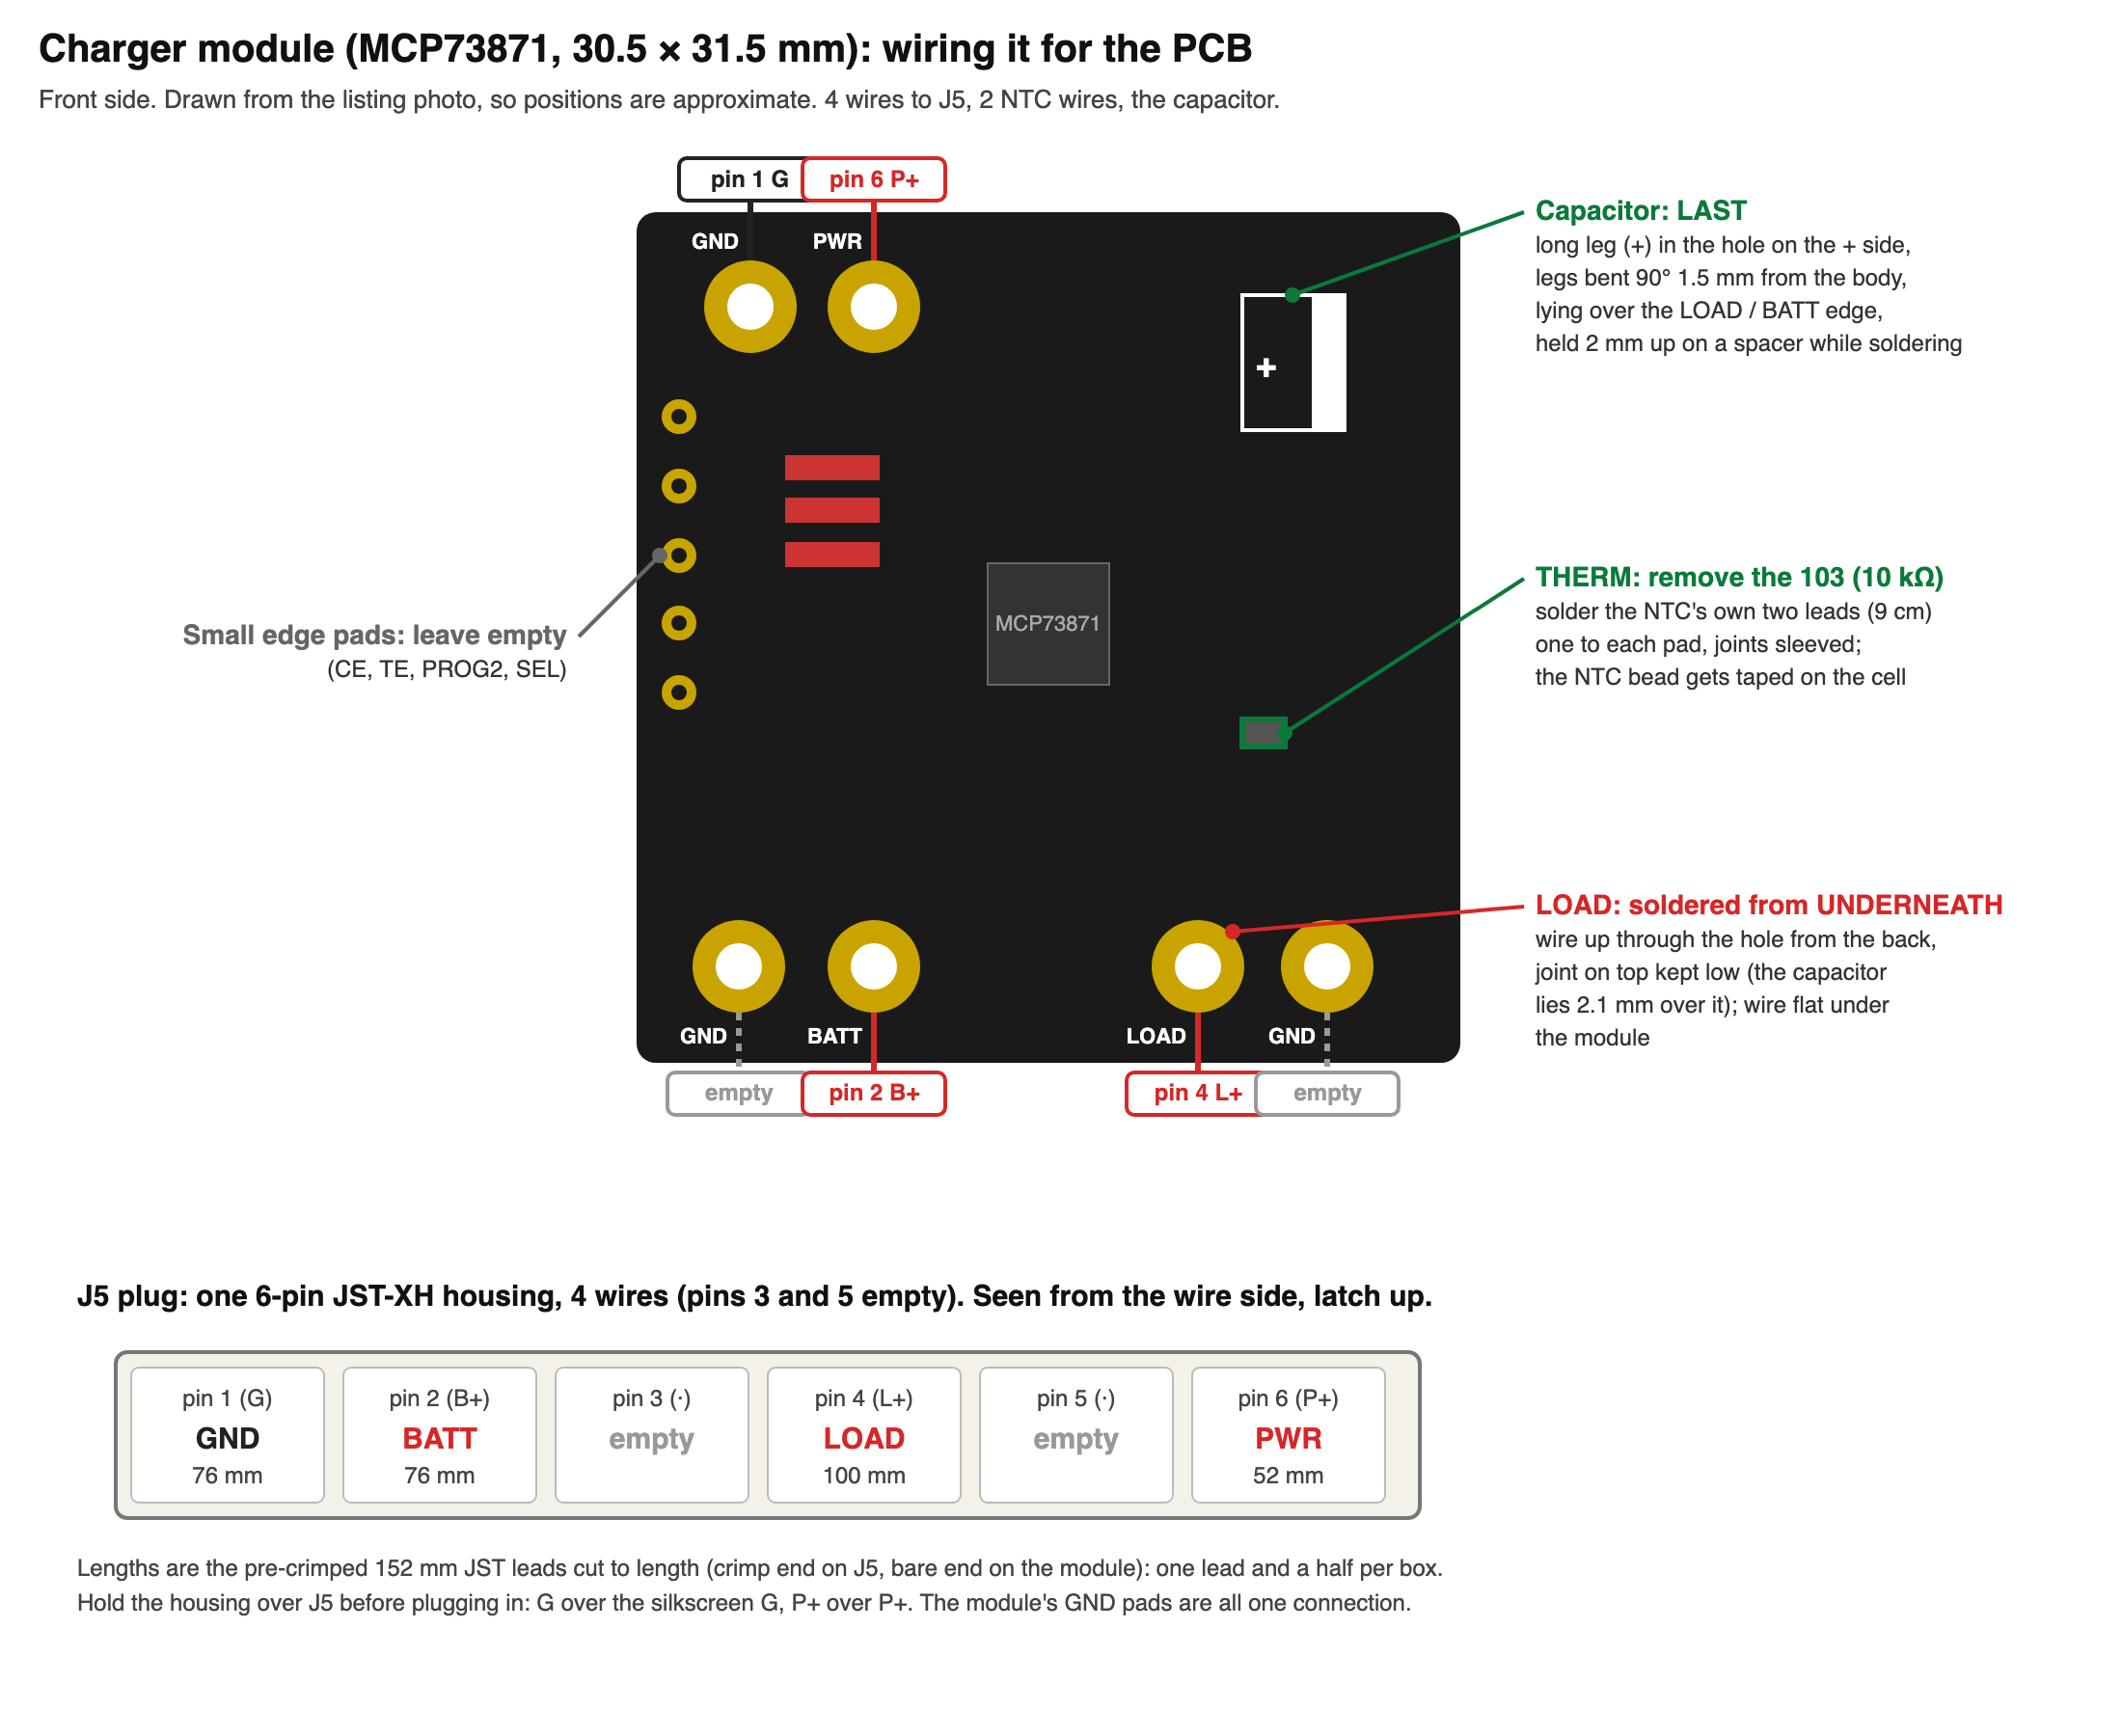 Charger module (MCP73871, 30.5 × 31.5 mm): wiring it for the PCB
Front side. Drawn from the listing photo, so positions are approximate. 4 wires to J5, 2 NTC wires, the capacitor.
pin 1 G
pin 6 P+
GND
PWR
+
Capacitor: LAST
long leg (+) in the hole on the + side,
legs bent 90° 1.5 mm from the body,
lying over the LOAD / BATT edge,
held 2 mm up on a spacer while soldering
MCP73871
THERM: remove the 103 (10 kΩ)
solder the NTC's own two leads (9 cm)
one to each pad, joints sleeved;
the NTC bead gets taped on the cell
Small edge pads: leave empty
(CE, TE, PROG2, SEL)
LOAD: soldered from UNDERNEATH
wire up through the hole from the back,
joint on top kept low (the capacitor
lies 2.1 mm over it); wire flat under
the module
GND
BATT
LOAD
GND
empty
pin 2 B+
pin 4 L+
empty
J5 plug: one 6-pin JST-XH housing, 4 wires (pins 3 and 5 empty). Seen from the wire side, latch up.
pin 1 (G)
GND
76 mm
pin 2 (B+)
BATT
76 mm
pin 3 (·)
empty
pin 4 (L+)
LOAD
100 mm
pin 5 (·)
empty
pin 6 (P+)
PWR
52 mm
Lengths are the pre-crimped 152 mm JST leads cut to length (crimp end on J5, bare end on the module): one lead and a half per box.
Hold the housing over J5 before plugging in: G over the silkscreen G, P+ over P+. The module's GND pads are all one connection.